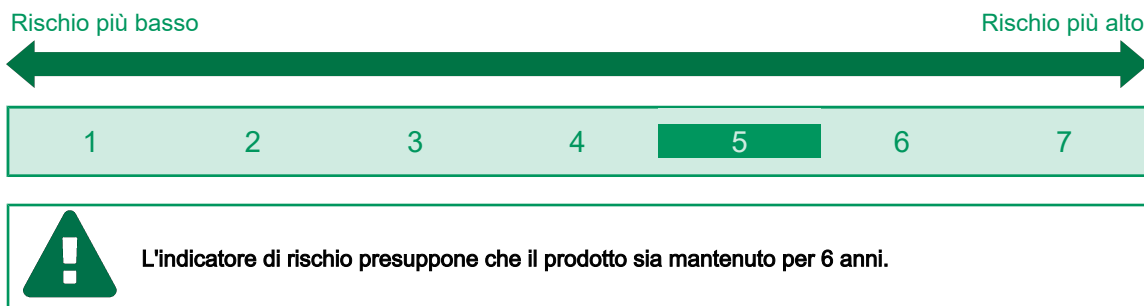 Rischio più basso Rischio più alto
1 2 3 4 5 6 7
L'indicatore di rischio presuppone che il prodotto sia mantenuto per 6 anni.